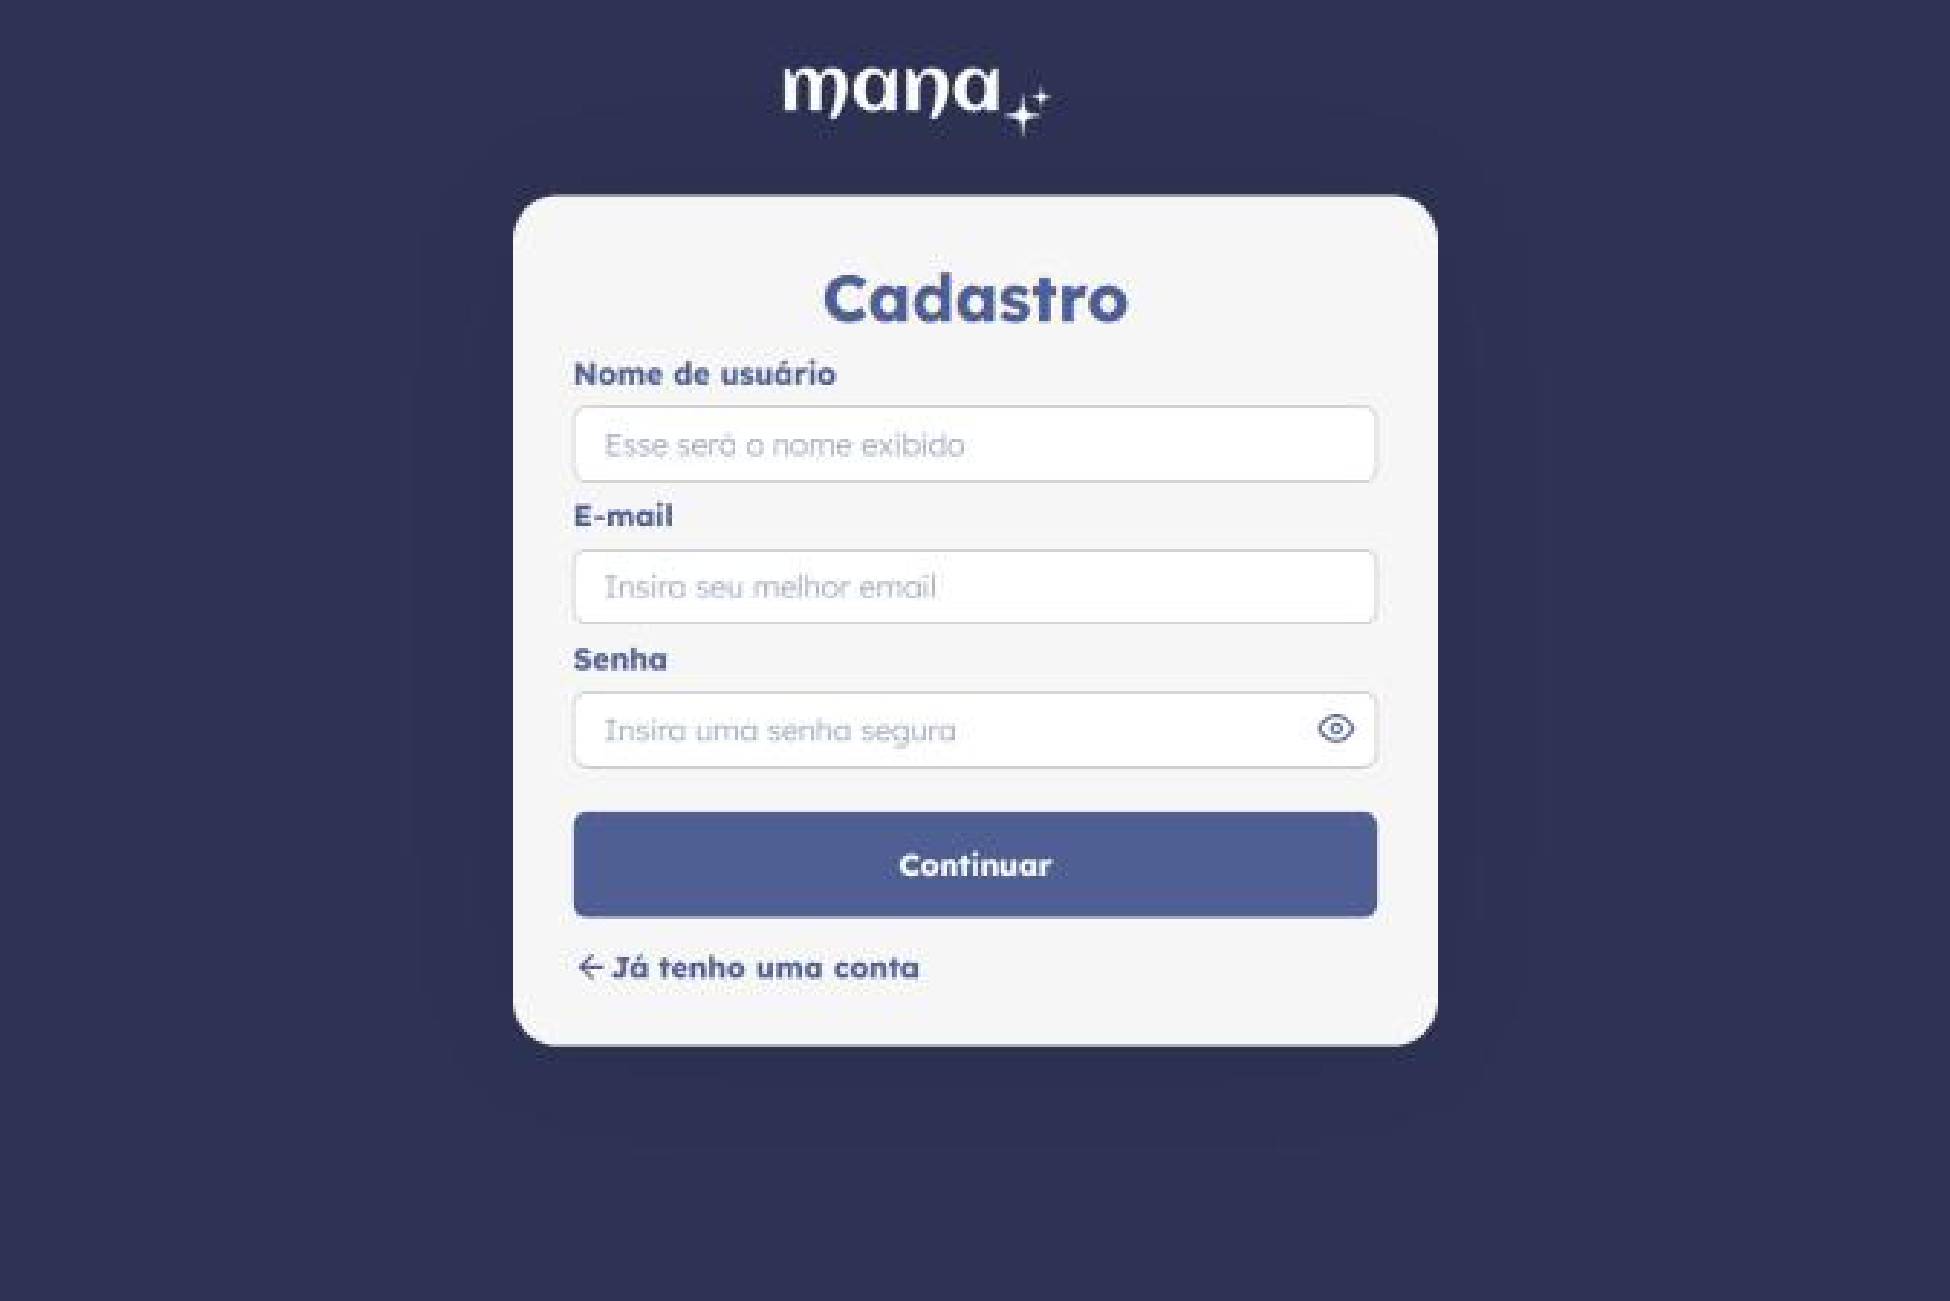 mana
Cadastro
Nome de usuário
Esse será o nome exibido
E-mail
Insira seu melhor email
Senha
Insira uma senha segura
Continuar
← Já tenho uma conta